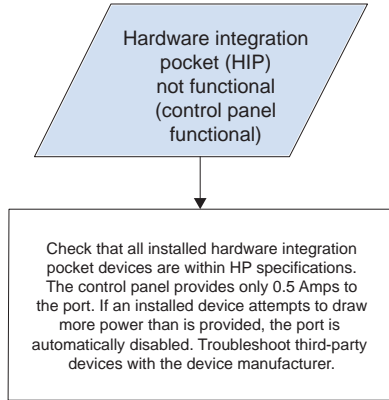 Hardware integration
pocket (HIP)
not functional
(control panel
functional)
Check that all installed hardware integration
pocket devices are within HP specifications.
The control panel provides only 0.5 Amps to
the port. If an installed device attempts to draw
more power than is provided, the port is
automatically disabled. Troubleshoot third-party
devices with the device manufacturer.